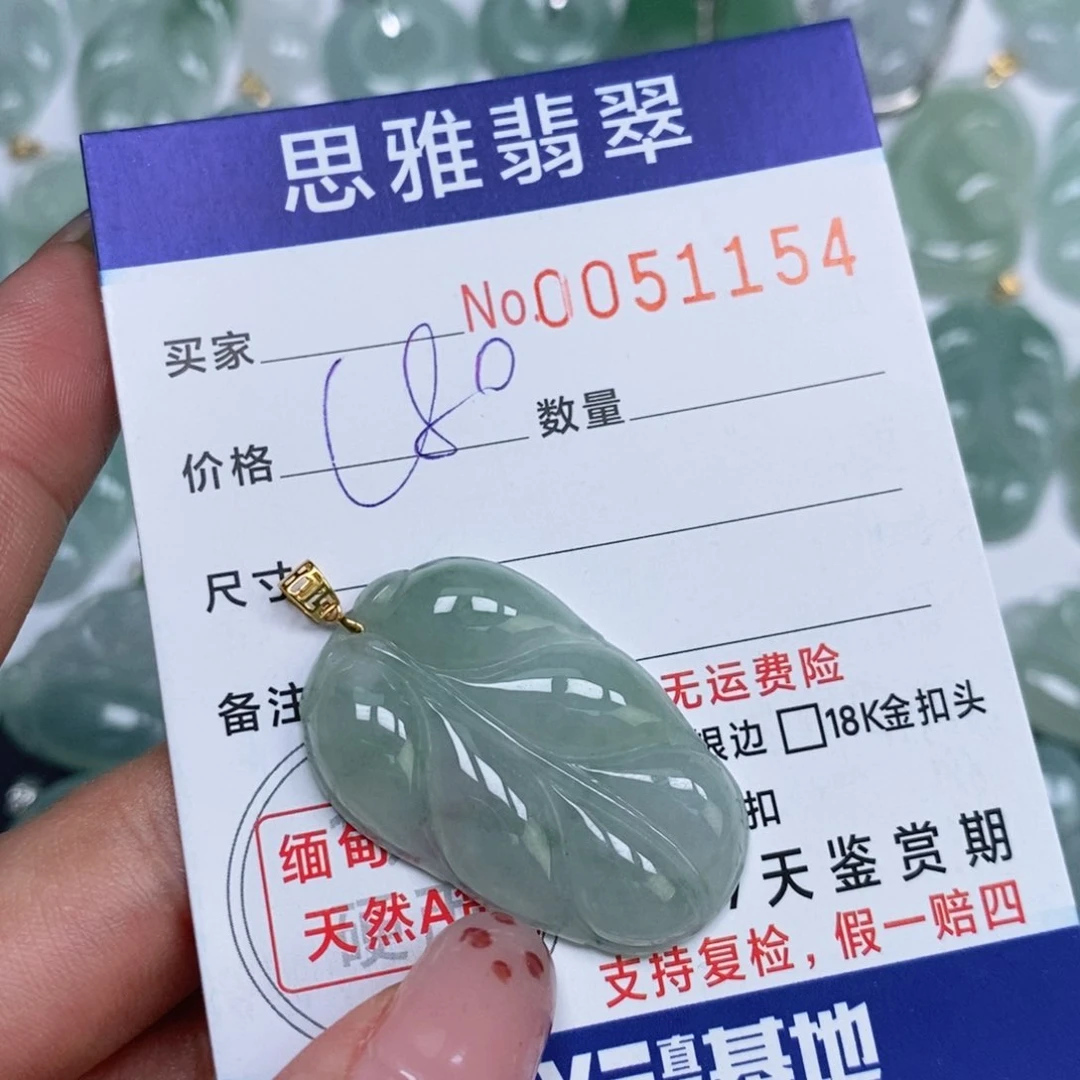 思雅翡翠
No.0051154
买家
价格 680 数量
尺寸
备注
无运费险
银边 □18K金扣头
扣
天鉴赏期
缅甸
天然A
支持复检，假一赔四
基地